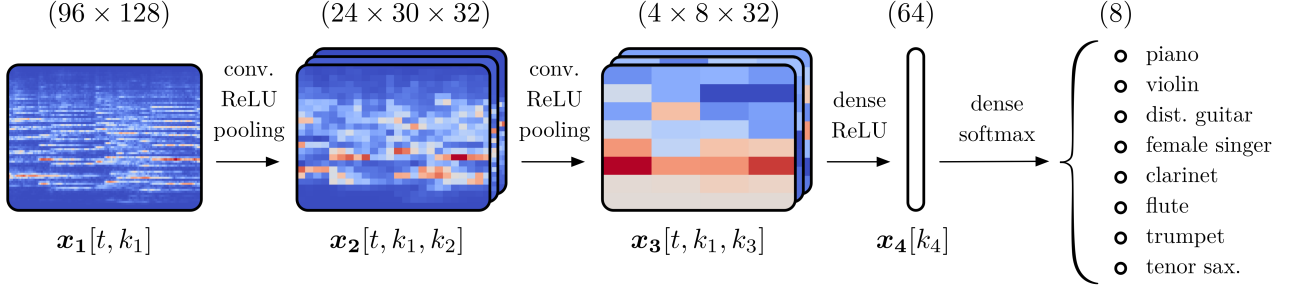 (96 × 128)
(24 × 30 × 32)
(4 × 8 × 32)
(64)
(8)
conv.
ReLU
pooling
conv.
ReLU
pooling
dense
ReLU
dense
softmax
piano
violin
dist. guitar
female singer
clarinet
flute
trumpet
tenor sax.
x₁[t, k₁]
x₂[t, k₁, k₂]
x₃[t, k₁, k₃]
x₄[k₄]